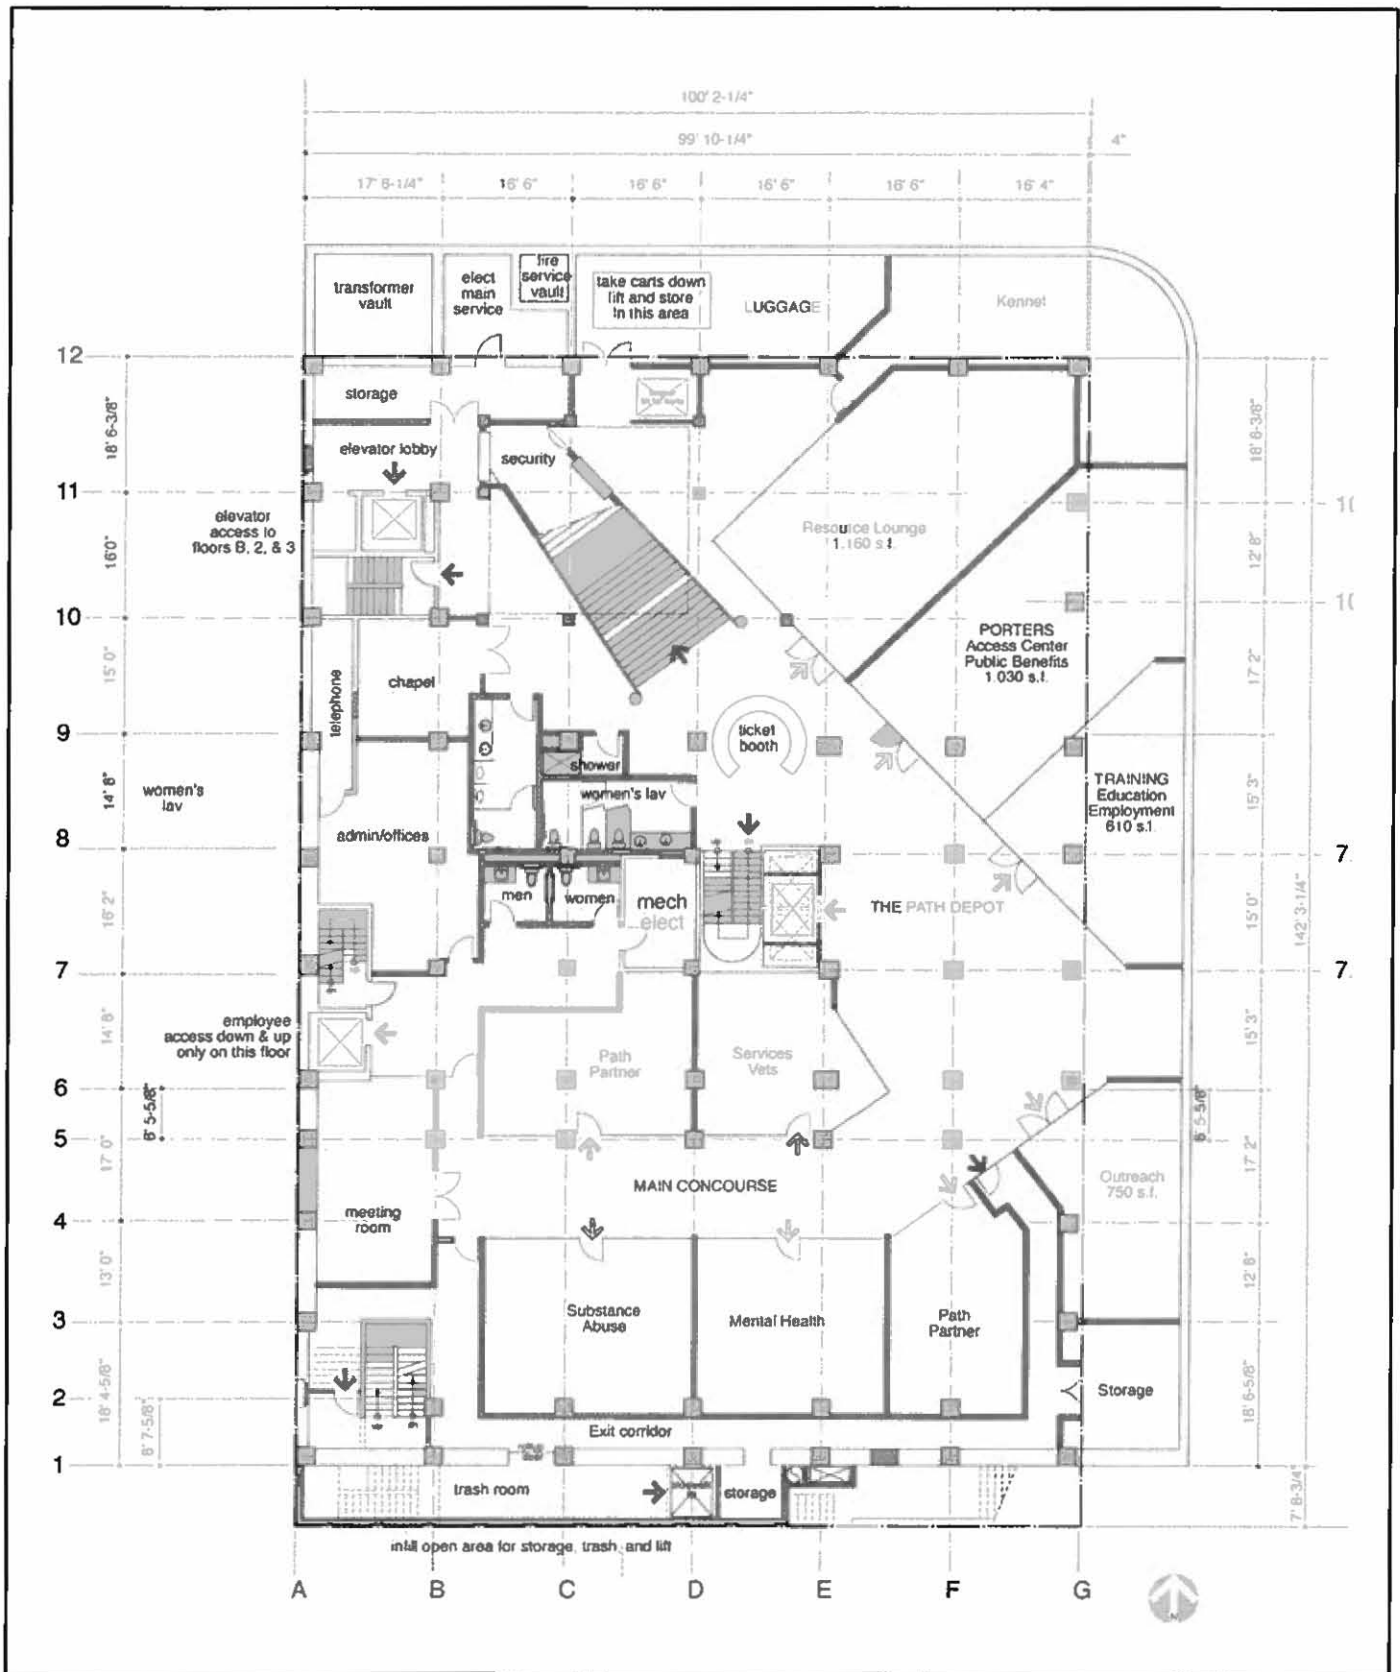 100' 2-1/4"
99' 10-1/4"
4"
17' 6-1/4"
16' 6"
16' 6"
16' 6"
16' 6"
16' 4"
transformer
vault
elect
main
service
fire
service
vault
take carts down
lift and store
in this area
LUGGAGE
Kennel
12
storage
18' 6-3/8"
elevator lobby
security
18' 6-3/8"
11
elevator
access to
floors B, 2, & 3
16'0"
Resource Lounge
1,160 s.f.
12' 8"
10
PORTERS
Access Center
Public Benefits
1,030 s.f.
15' 0"
telephone
chapel
17' 2"
9
ticket
booth
shower
women's lav
14' 8"
women's
lav
TRAINING
Education
Employment
610 s.f.
15' 3"
admin/offices
8
7
men
women
mech
elect
THE PATH DEPOT
16' 2"
15' 0"
142' 3-1/4"
7
7
employee
access down & up
only on this floor
14' 8"
Path
Partner
Services
Vets
15' 3"
6
6' 5-5/8"
6' 5-5/8"
5
17' 0"
MAIN CONCOURSE
Outreach
750 s.f.
17' 2"
meeting
room
4
13' 0"
12' 8"
3
Substance
Abuse
Mental Health
Path
Partner
18' 4-5/8"
2
Storage
18' 6-5/8"
6' 7-5/8"
Exit corridor
1
trash room
storage
7' 8-3/4"
infill open area for storage, trash, and lift
A
B
C
D
E
F
G
N